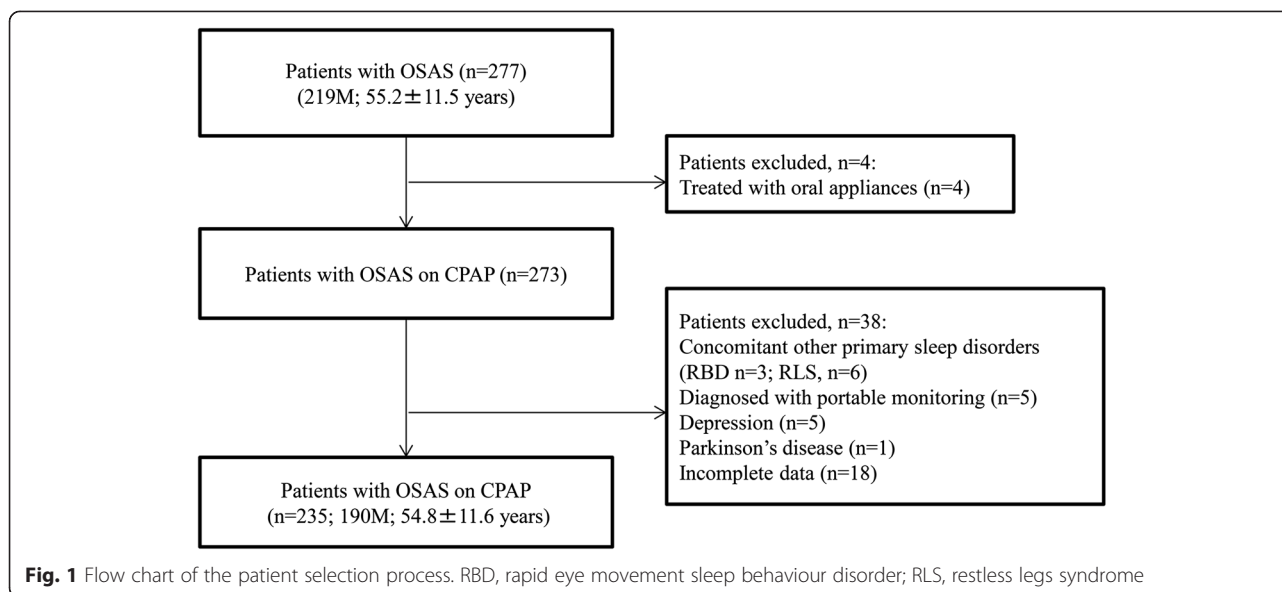 Patients with OSAS (n=277)
(219M; 55.2±11.5 years)
Patients excluded, n=4:
Treated with oral appliances (n=4)
Patients with OSAS on CPAP (n=273)
Patients excluded, n=38:
Concomitant other primary sleep disorders
(RBD n=3; RLS, n=6)
Diagnosed with portable monitoring (n=5)
Depression (n=5)
Parkinson's disease (n=1)
Incomplete data (n=18)
Patients with OSAS on CPAP
(n=235; 190M; 54.8±11.6 years)
Fig. 1 Flow chart of the patient selection process. RBD, rapid eye movement sleep behaviour disorder; RLS, restless legs syndrome